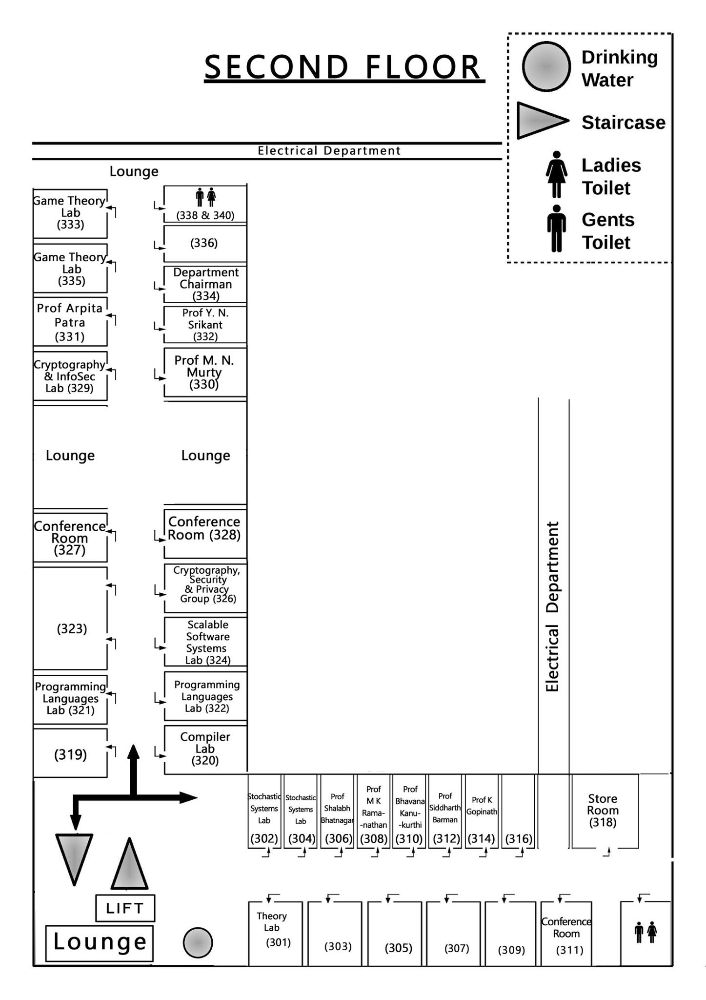 SECOND FLOOR
Drinking
Water
Staircase
Ladies
Toilet
Gents
Toilet
Electrical Department
Lounge
Game Theory
Lab
(333)
(338 & 340)
Game Theory
Lab
(335)
(336)
Prof Arpita
Patra
(331)
Department
Chairman
(334)
Cryptography
& InfoSec
Lab (329)
Prof Y. N.
Srikant
(332)
Prof M. N.
Murty
(330)
Lounge
Lounge
Conference
Room
(327)
Conference
Room (328)
(323)
Cryptography,
Security
& Privacy
Group (326)
Scalable
Software
Systems
Lab (324)
Programming
Languages
Lab (321)
Programming
Languages
Lab (322)
(319)
Compiler
Lab
(320)
Electrical Department
Stochastic
Systems
Lab
(302)
Stochastic
Systems
Lab
(304)
Prof
Shalabh
Bhatnagar
(306)
Prof
M K
Rama-
-nathan
(308)
Prof
Bhavana
Kanu-
-kurthi
(310)
Prof
Siddharth
Barman
(312)
Prof K
Gopinath
(314)
(316)
Store
Room
(318)
LIFT
Lounge
Theory
Lab
(301)
(303)
(305)
(307)
(309)
Conference
Room
(311)